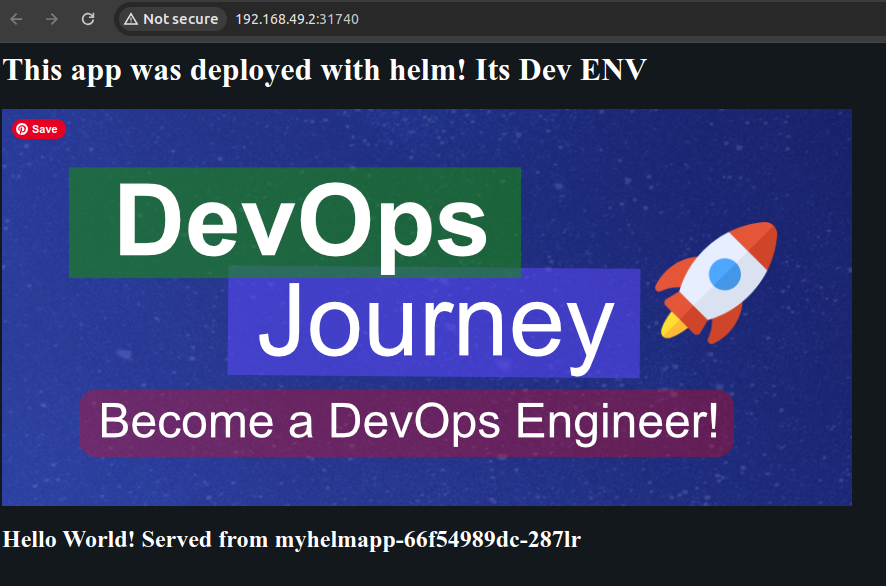 Not secure 192.168.49.2:31740
This app was deployed with helm! Its Dev ENV
Save
DevOps
Journey
Become a DevOps Engineer!
Hello World! Served from myhelmapp-66f54989dc-287lr